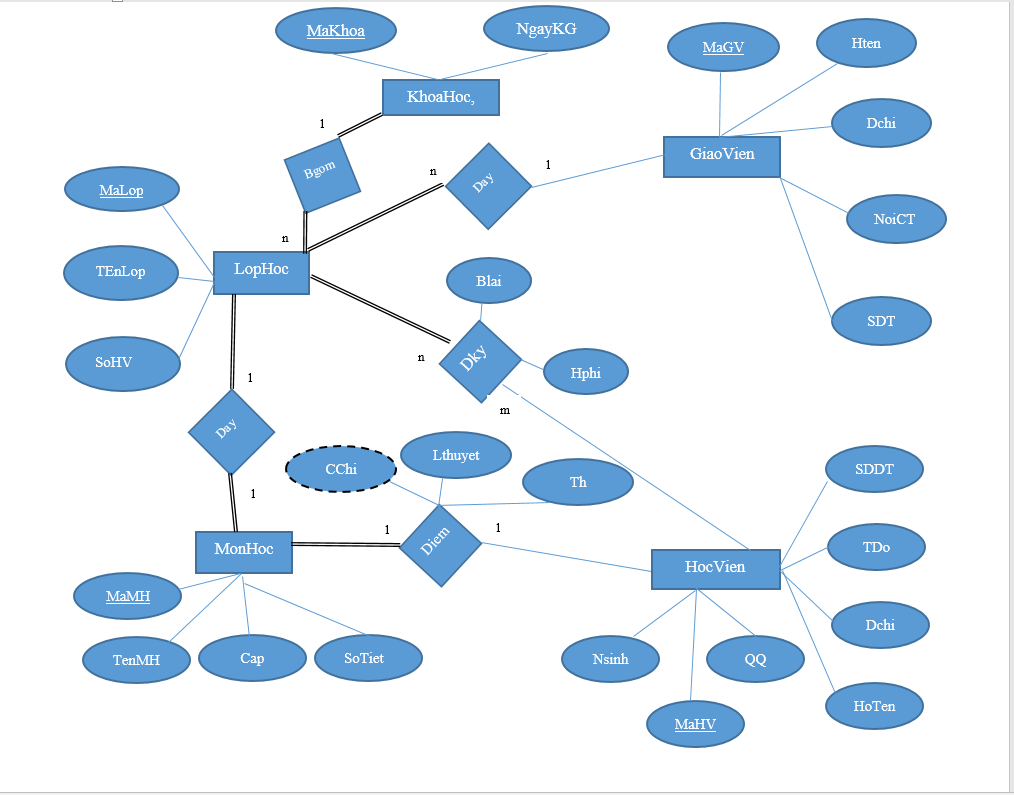 MaKhoa
NgayKG
MaGV
Hten
KhoaHoc,
1
Dchi
GiaoVien
1
Bgom
n
Day
MaLop
NoiCT
n
LopHoc
TEnLop
Blai
SDT
n
Dky
SoHV
Hphi
1
m
Day
Lthuyet
CChi
SDDT
Th
1
1
1
Diem
MonHoc
TDo
HocVien
MaMH
Dchi
TenMH
Cap
SoTiet
Nsinh
QQ
HoTen
MaHV